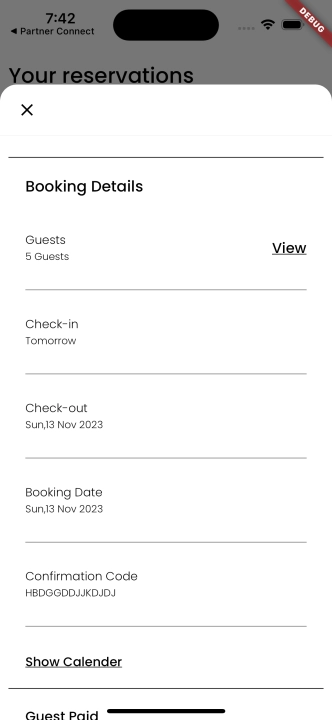 7:42
◀ Partner Connect
DEBUG
Your reservations
Booking Details
Guests
5 Guests
View
Check-in
Tomorrow
Check-out
Sun,13 Nov 2023
Booking Date
Sun,13 Nov 2023
Confirmation Code
HBDGGDDJJKDJDJ
Show Calender
Guest Paid